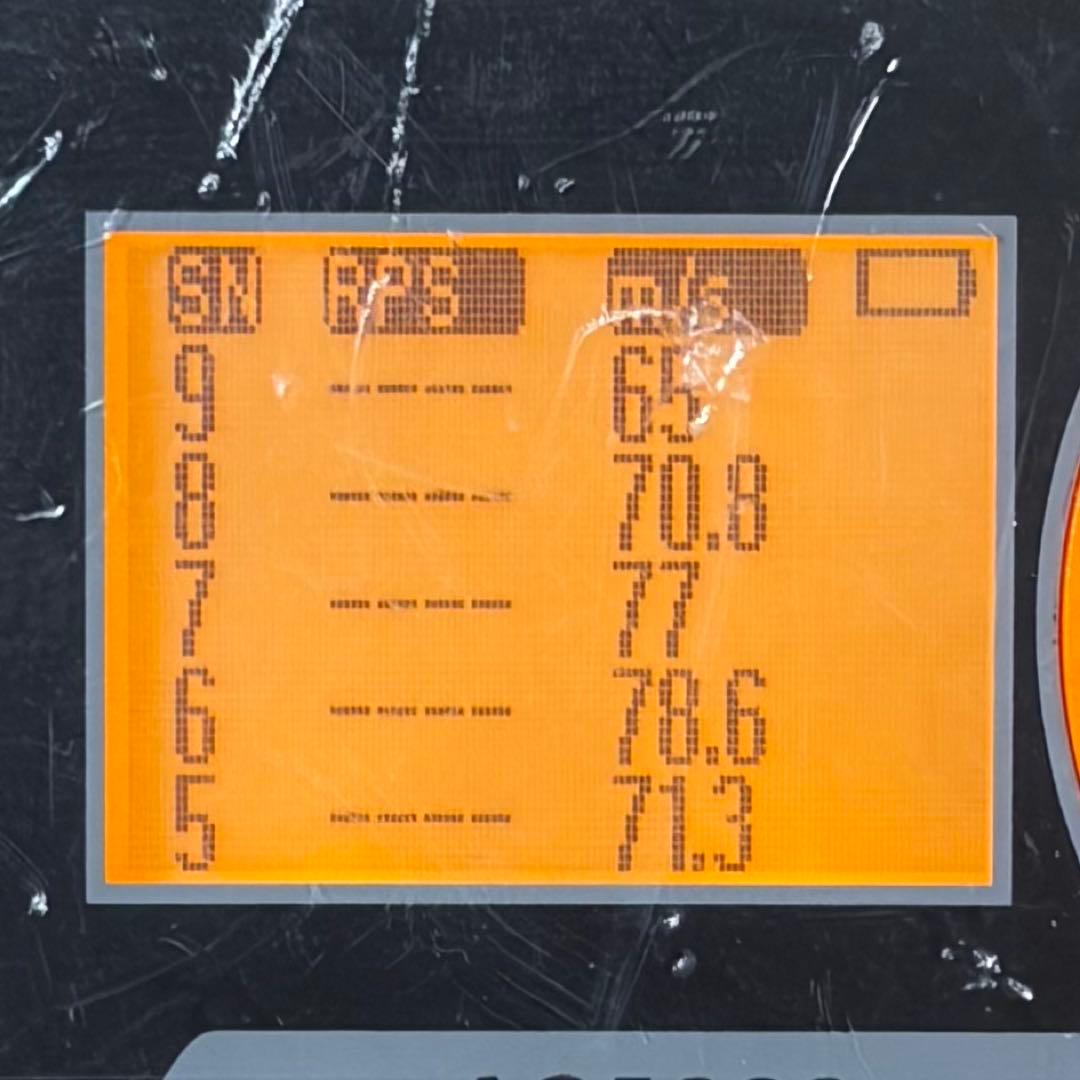 SN RPS m/s
9 ---- 65
8 ---- 70.8
7 ---- 77
6 ---- 78.6
5 ---- 71.3